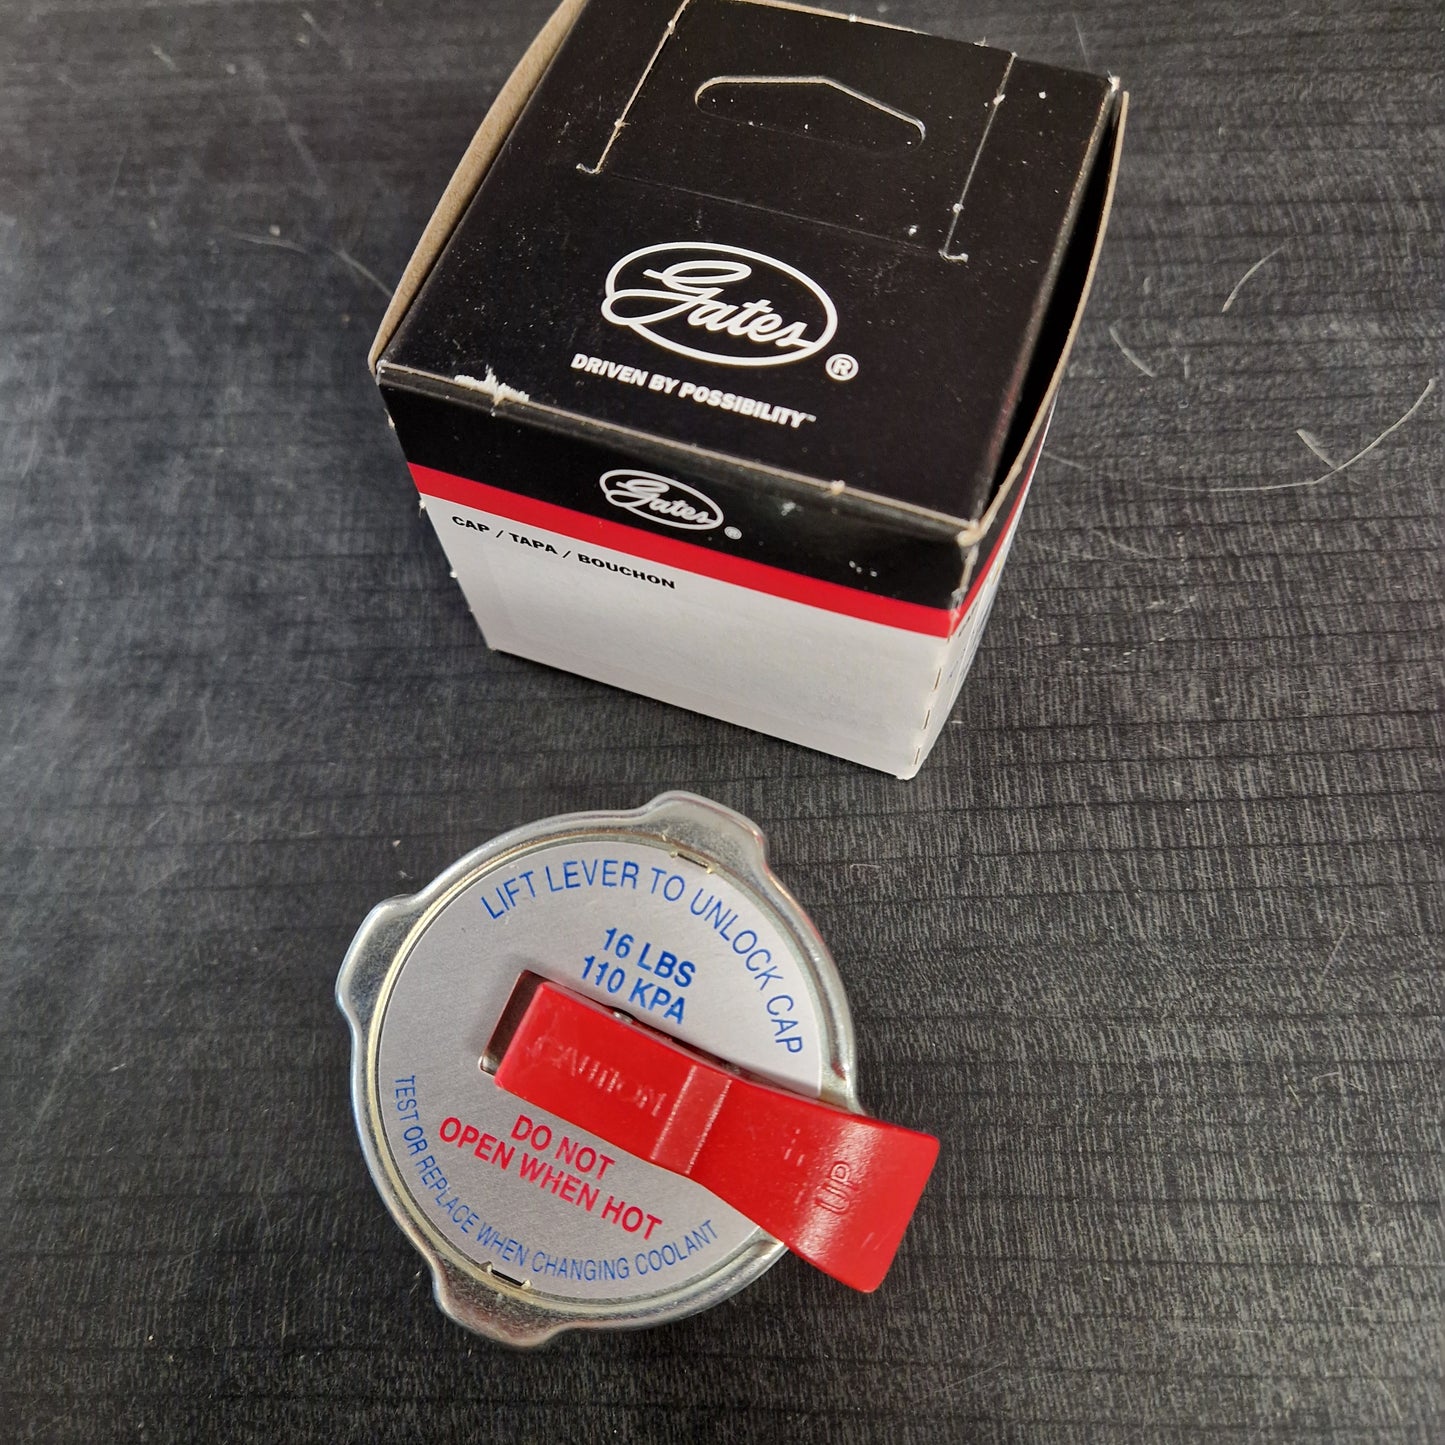 Gates®
DRIVEN BY POSSIBILITY™
Gates®
CAP / TAPA / BOUCHON
LIFT LEVER TO UNLOCK CAP
16 LBS
110 KPA
CAUTION
UP
DO NOT
OPEN WHEN HOT
TEST OR REPLACE WHEN CHANGING COOLANT